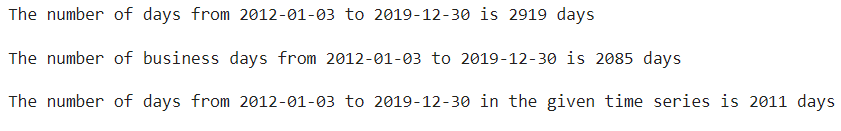 The number of days from 2012-01-03 to 2019-12-30 is 2919 days
The number of business days from 2012-01-03 to 2019-12-30 is 2085 days
The number of days from 2012-01-03 to 2019-12-30 in the given time series is 2011 days